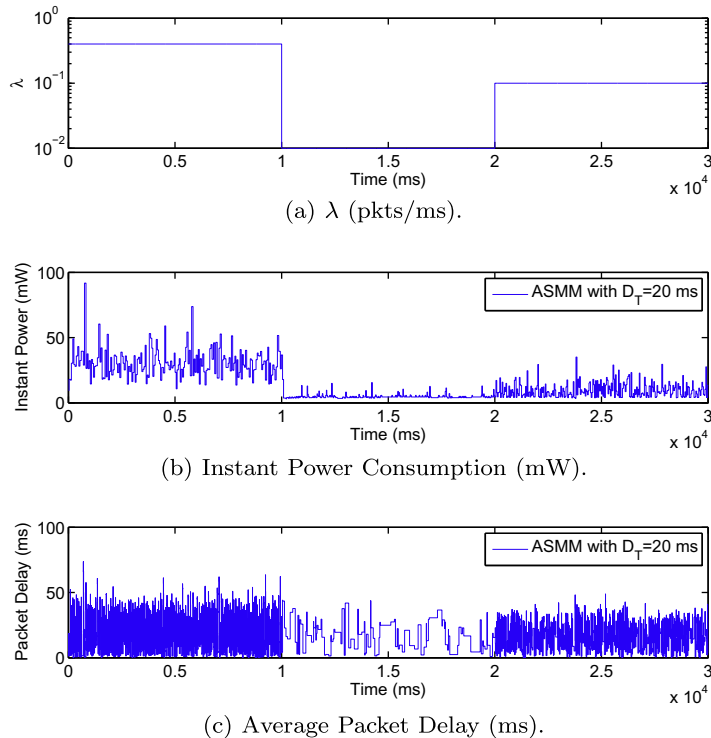 10^0
10^-1
10^-2
λ
0 0.5 1 1.5 2 2.5 3
Time (ms)
x 10^4
(a) λ (pkts/ms).
100
50
0
Instant Power (mW)
ASMM with D_T=20 ms
0 0.5 1 1.5 2 2.5 3
Time (ms)
x 10^4
(b) Instant Power Consumption (mW).
100
50
0
Packet Delay (ms)
ASMM with D_T=20 ms
0 0.5 1 1.5 2 2.5 3
Time (ms)
x 10^4
(c) Average Packet Delay (ms).